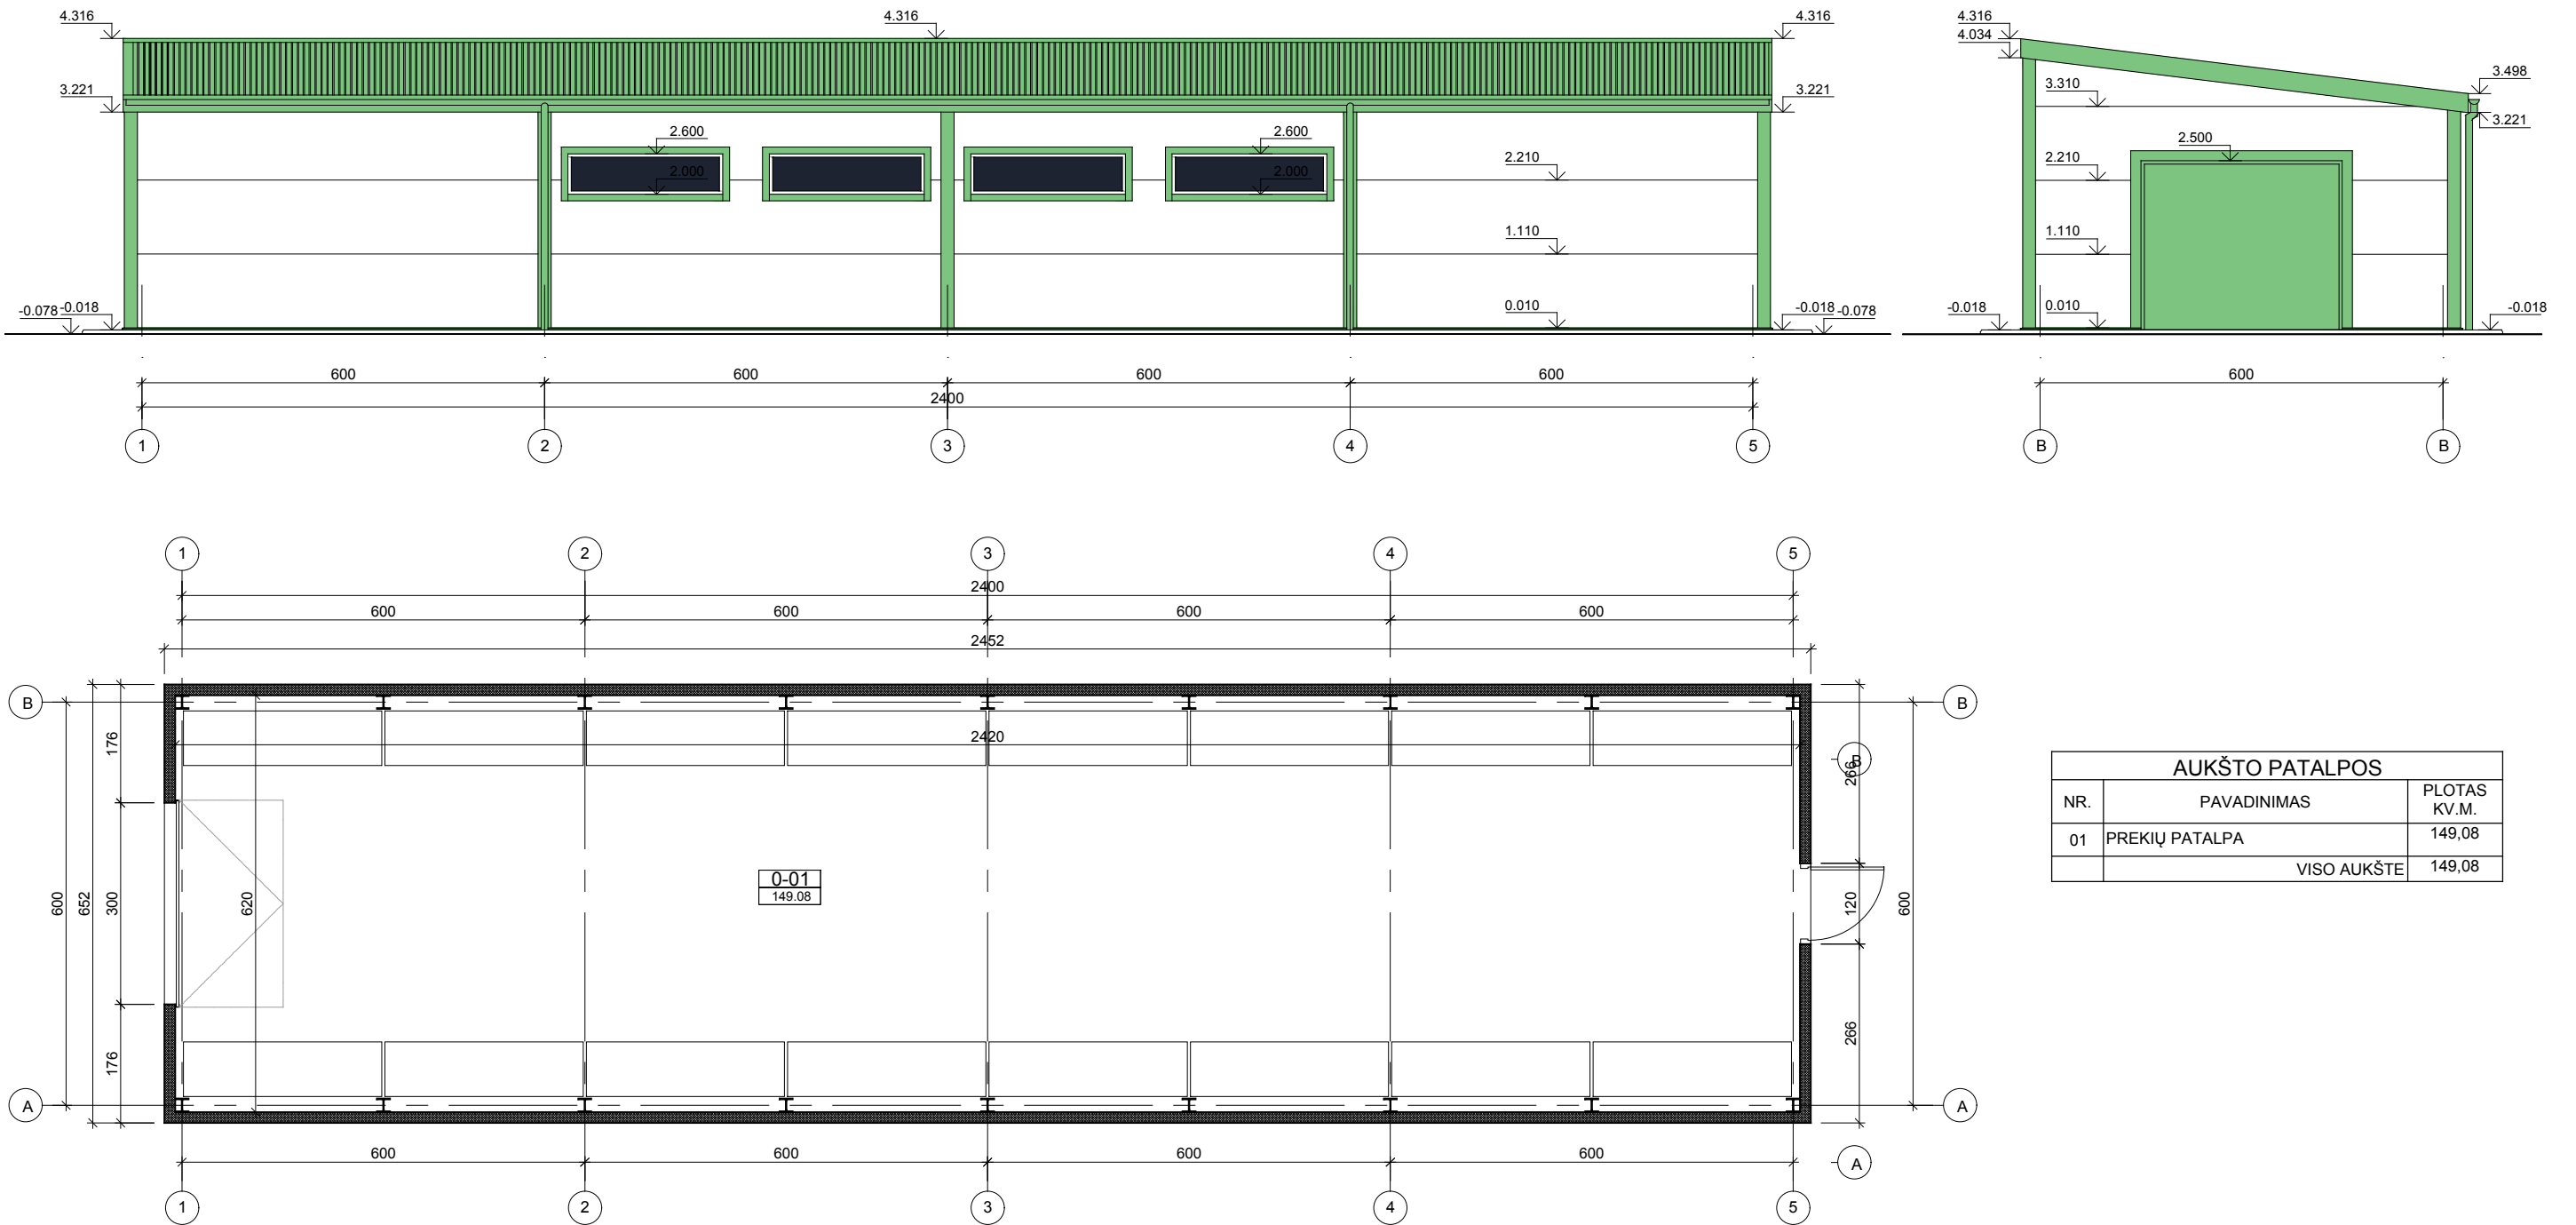 4.316 4.316 4.316
3.221 3.221
2.600 2.600
2.000 2.000
2.210
1.110
-0.078 -0.018 0.010 -0.018 -0.078
600 600 600 600
2400
1 2 3 4 5
4.316
4.034
3.498
3.310
3.221
2.500
2.210
1.110
-0.018 0.010 -0.018
600
B B
1 2 3 4 5
2400
600 600 600 600
2452
B B
176 2420 266 B
0-01
149.08
600 652 300 620 120 600
176 266
A A
600 600 600 600
A
1 2 3 4 5
AUKŠTO PATALPOS
NR. PAVADINIMAS PLOTAS
KV.M.
01 PREKIŲ PATALPA 149,08
VISO AUKŠTE 149,08